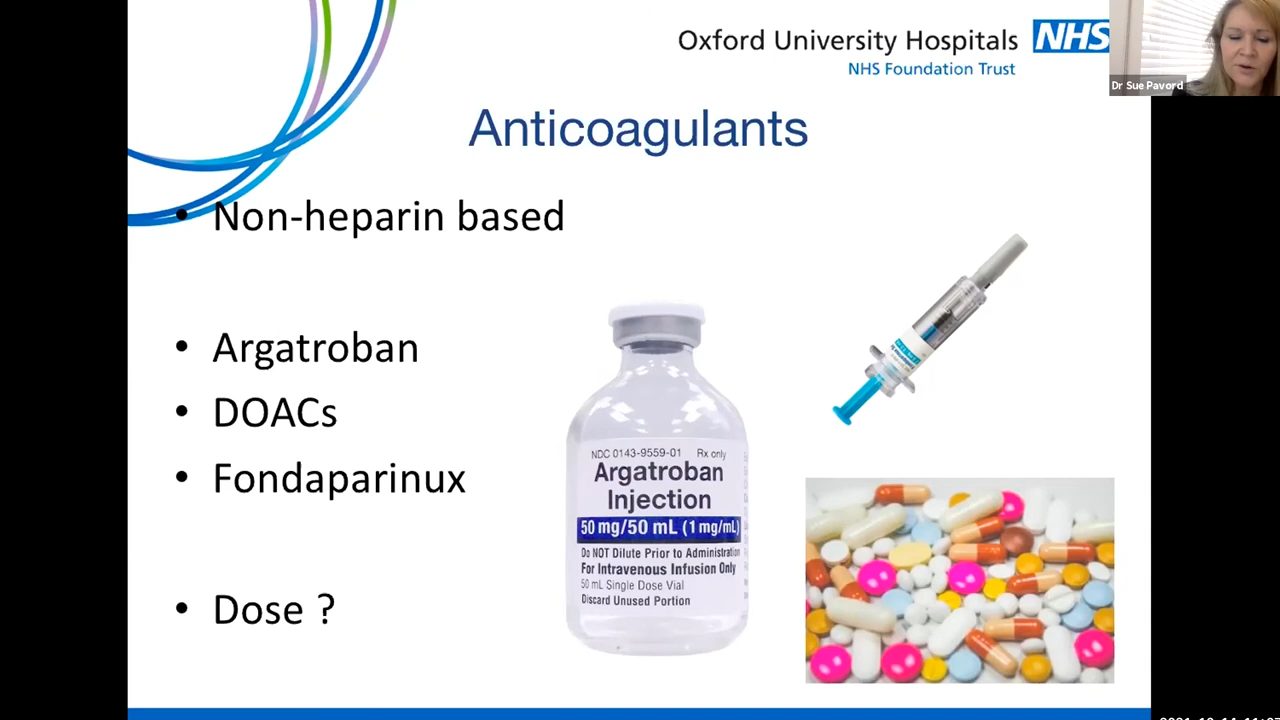 Oxford University Hospitals NHS
NHS Foundation Trust
Dr Sue Pavord
Anticoagulants
• Non-heparin based
• Argatroban
• DOACs
• Fondaparinux
• Dose ?
NDC 0143-9559-01 Rx only
Argatroban
Injection
50 mg/50 mL (1 mg/mL)
Do NOT Dilute Prior to Administration
For Intravenous Infusion Only
50 mL Single Dose Vial
Discard Unused Portion